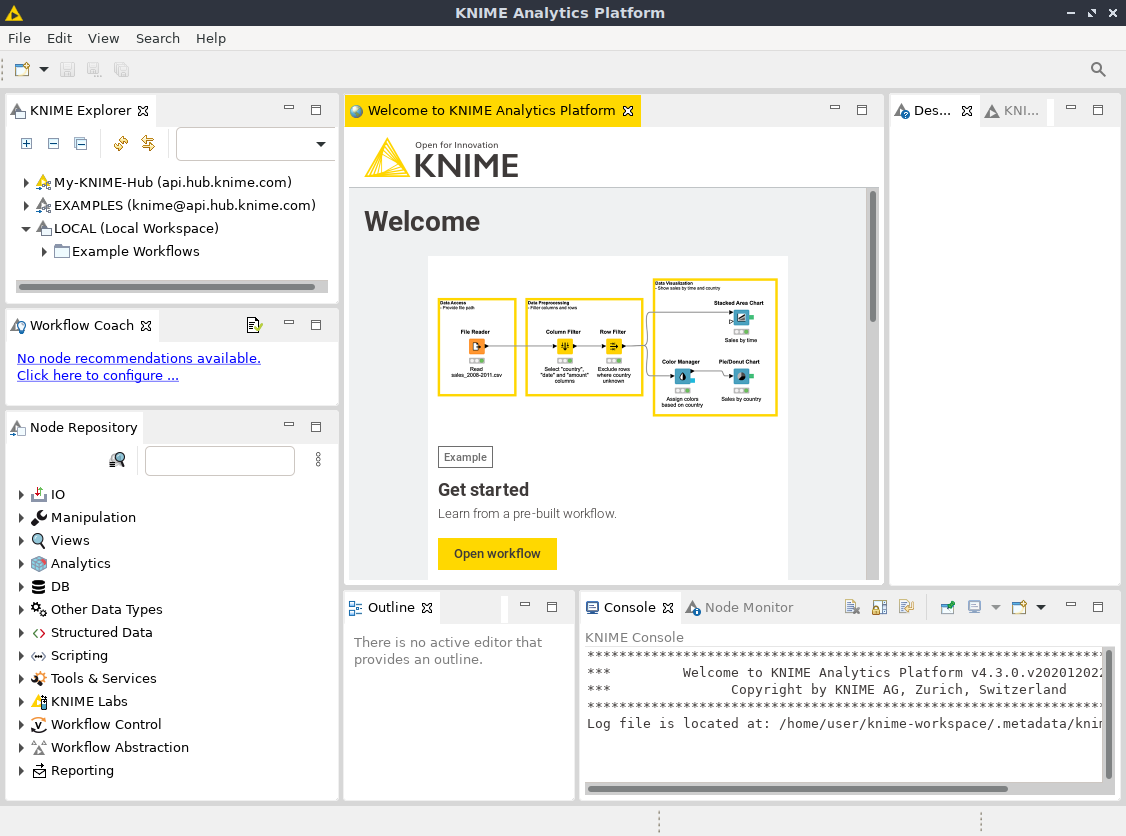 KNIME Analytics Platform
File Edit View Search Help
KNIME Explorer
My-KNIME-Hub (api.hub.knime.com)
EXAMPLES (knime@api.hub.knime.com)
LOCAL (Local Workspace)
Example Workflows
Workflow Coach
No node recommendations available.
Click here to configure ...
Node Repository
IO
Manipulation
Views
Analytics
DB
Other Data Types
Structured Data
Scripting
Tools & Services
KNIME Labs
Workflow Control
Workflow Abstraction
Reporting
Welcome to KNIME Analytics Platform
Open for Innovation
KNIME
Welcome
Data Access
- Provide file path
File Reader
Read
sales_2008-2011.csv
Data Preprocessing
- Filter columns and rows
Column Filter
Select "country",
"date" and "amount"
columns
Row Filter
Exclude rows
where country
unknown
Data Visualization
- Show sales by time and country
Stacked Area Chart
Sales by time
Color Manager
Assign colors
based on country
Pie/Donut Chart
Sales by country
Example
Get started
Learn from a pre-built workflow.
Open workflow
Des...
KNI...
Outline
There is no active editor that
provides an outline.
Console
Node Monitor
KNIME Console
*****************************************************************
*** Welcome to KNIME Analytics Platform v4.3.0.v202012022
*** Copyright by KNIME AG, Zurich, Switzerland
*****************************************************************
Log file is located at: /home/user/knime-workspace/.metadata/knim